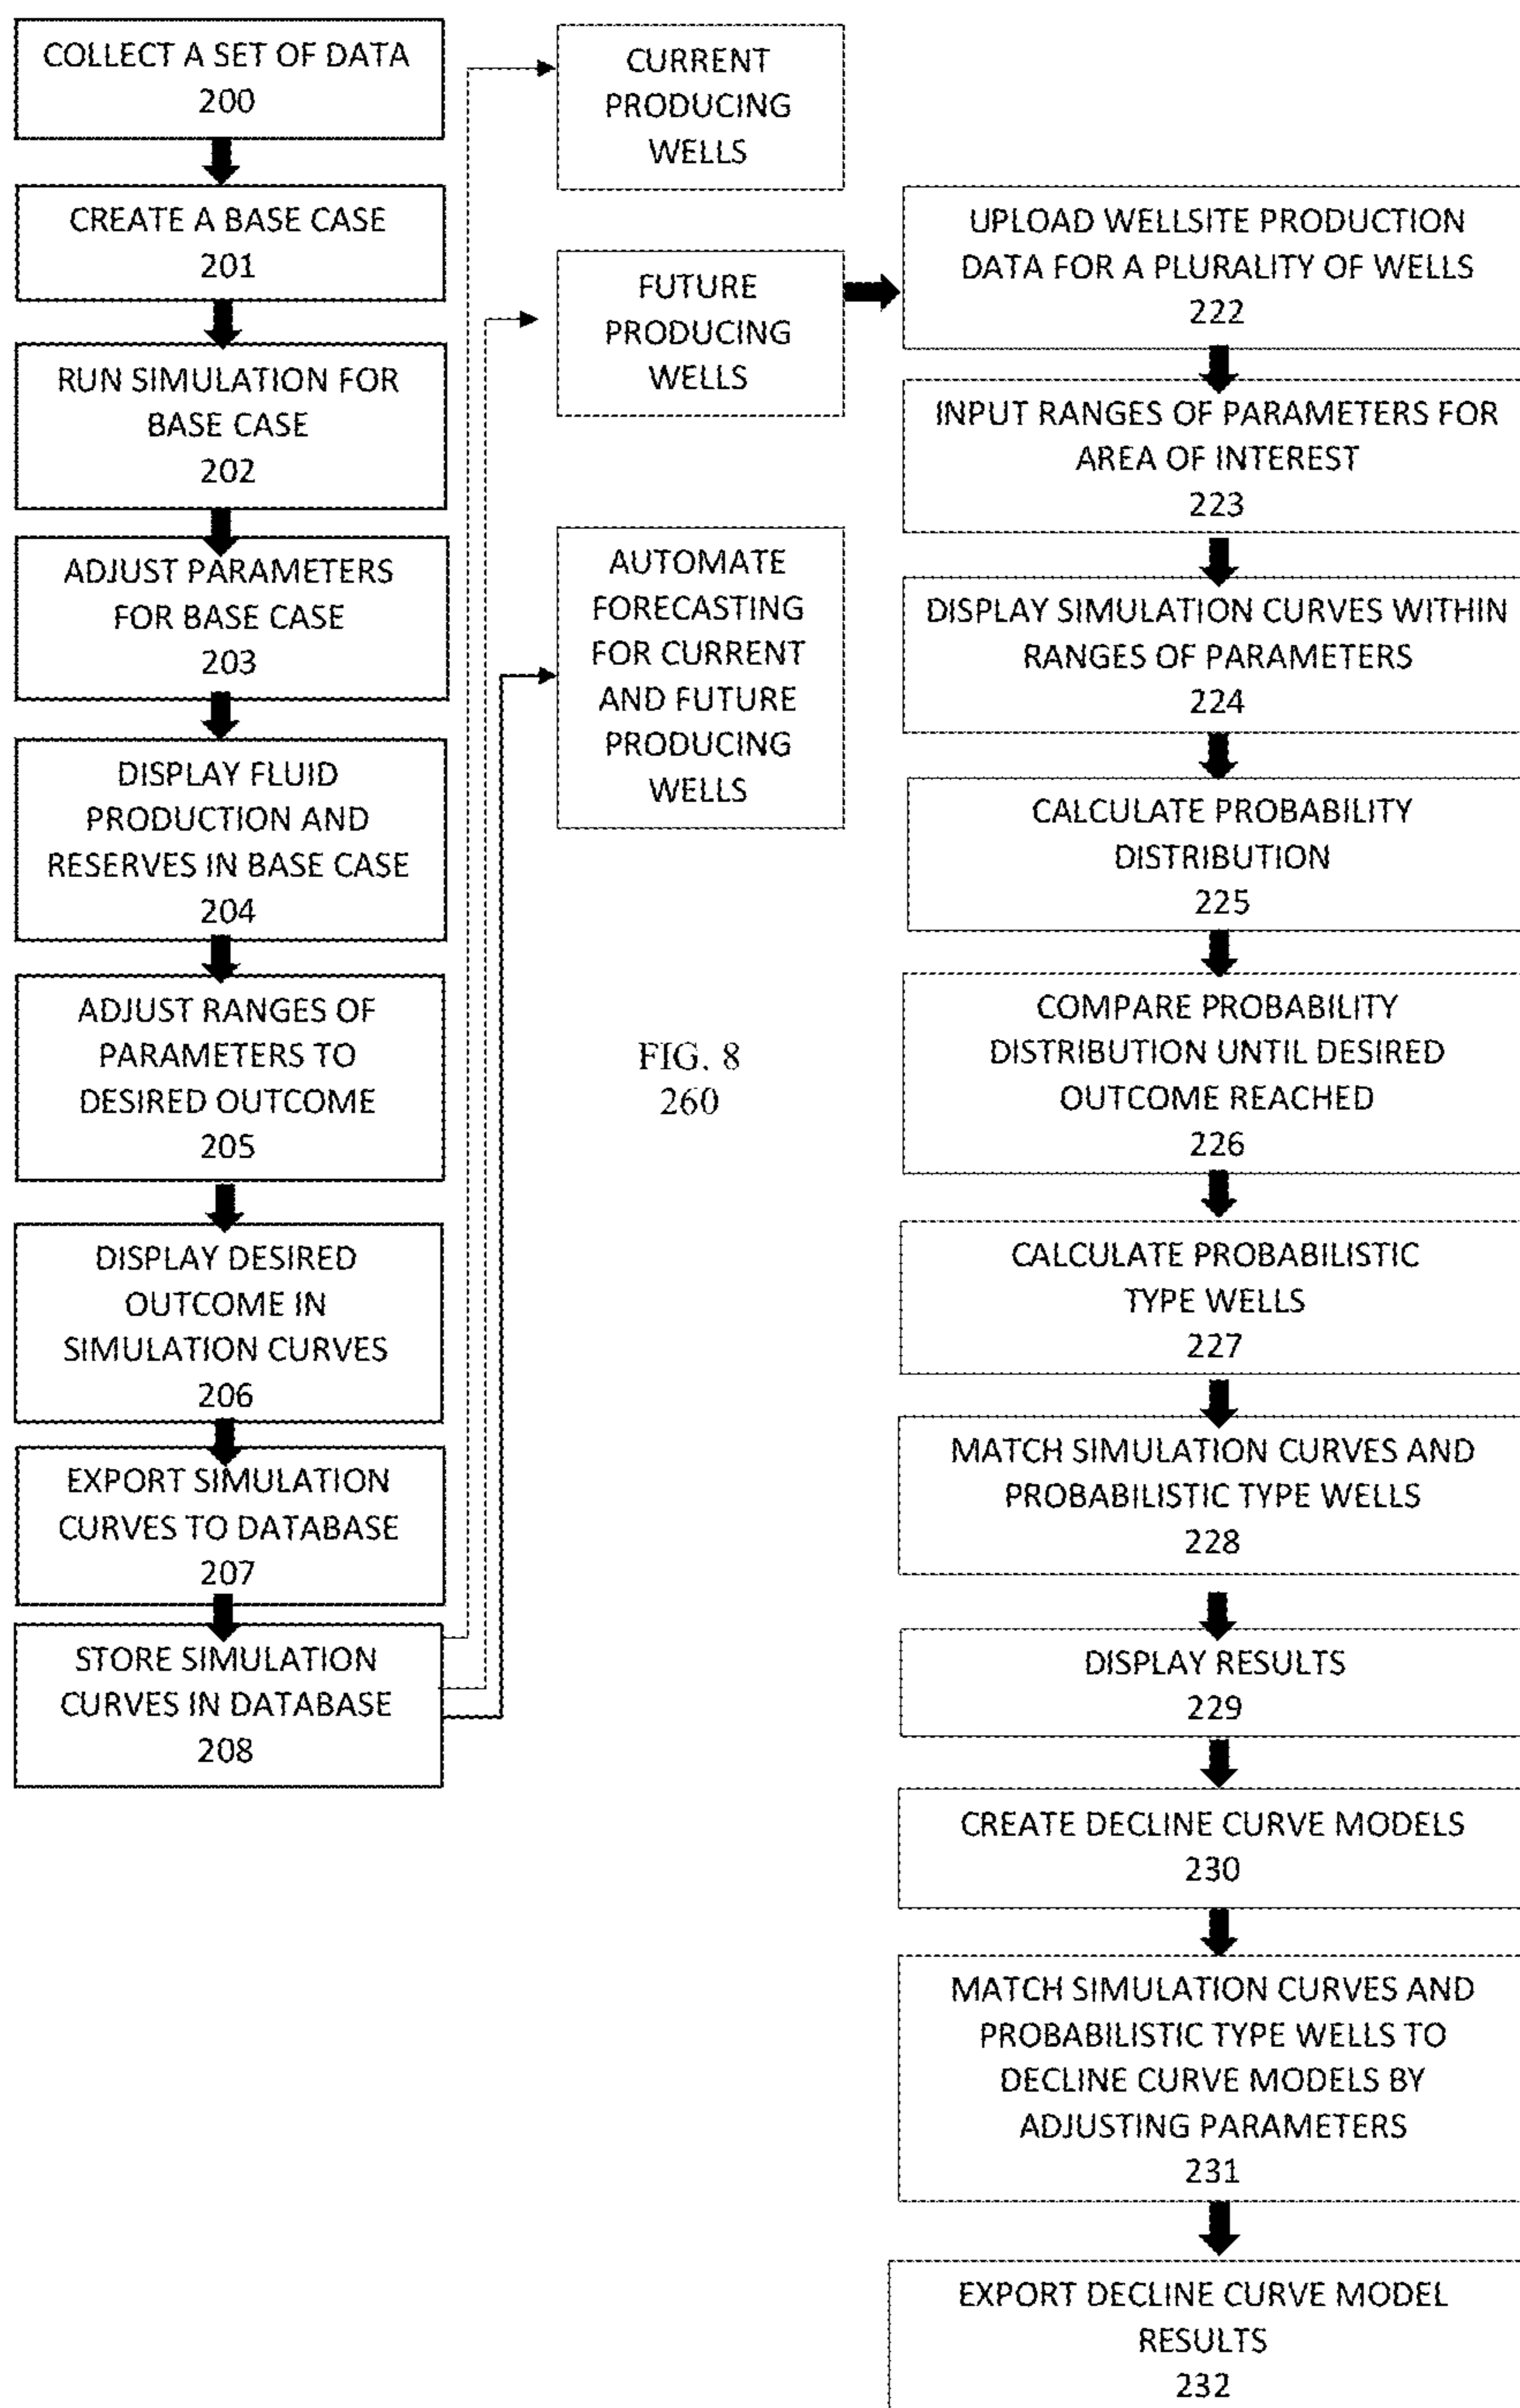 COLLECT A SET OF DATA
200
CREATE A BASE CASE
201
RUN SIMULATION FOR
BASE CASE
202
ADJUST PARAMETERS
FOR BASE CASE
203
DISPLAY FLUID
PRODUCTION AND
RESERVES IN BASE CASE
204
ADJUST RANGES OF
PARAMETERS TO
DESIRED OUTCOME
205
DISPLAY DESIRED
OUTCOME IN
SIMULATION CURVES
206
EXPORT SIMULATION
CURVES TO DATABASE
207
STORE SIMULATION
CURVES IN DATABASE
208
CURRENT
PRODUCING
WELLS
FUTURE
PRODUCING
WELLS
AUTOMATE
FORECASTING
FOR CURRENT
AND FUTURE
PRODUCING
WELLS
FIG. 8
260
UPLOAD WELLSITE PRODUCTION
DATA FOR A PLURALITY OF WELLS
222
INPUT RANGES OF PARAMETERS FOR
AREA OF INTEREST
223
DISPLAY SIMULATION CURVES WITHIN
RANGES OF PARAMETERS
224
CALCULATE PROBABILITY
DISTRIBUTION
225
COMPARE PROBABILITY
DISTRIBUTION UNTIL DESIRED
OUTCOME REACHED
226
CALCULATE PROBABILISTIC
TYPE WELLS
227
MATCH SIMULATION CURVES AND
PROBABILISTIC TYPE WELLS
228
DISPLAY RESULTS
229
CREATE DECLINE CURVE MODELS
230
MATCH SIMULATION CURVES AND
PROBABILISTIC TYPE WELLS TO
DECLINE CURVE MODELS BY
ADJUSTING PARAMETERS
231
EXPORT DECLINE CURVE MODEL
RESULTS
232